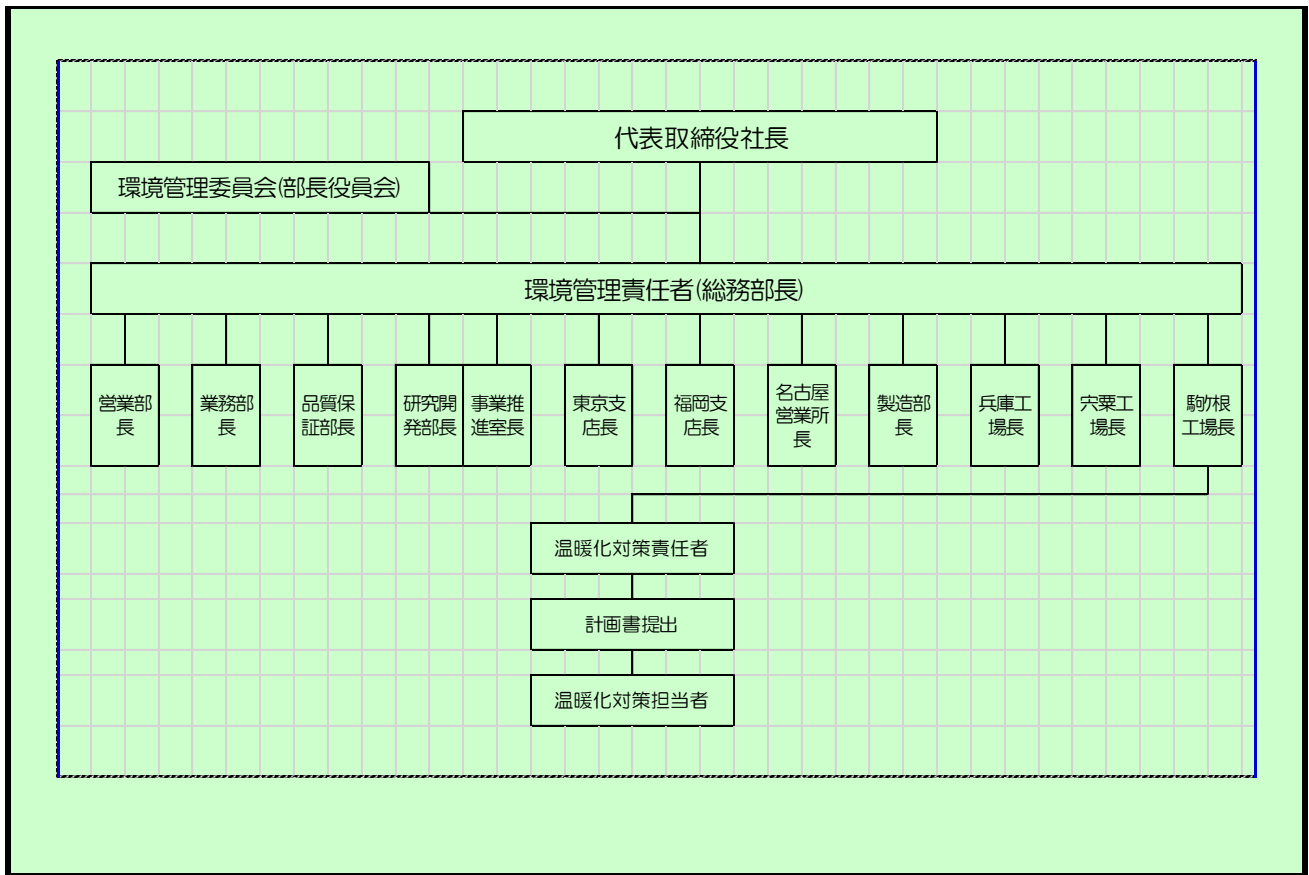 代表取締役社長
環境管理委員会(部長役員会)
環境管理責任者(総務部長)
営業部
長
業務部
長
品質保
証部長
研究開
発部長
事業推
進室長
東京支
店長
福岡支
店長
名古屋
営業所
長
製造部
長
兵庫工
場長
宍粟工
場長
駒ケ根
工場長
温暖化対策責任者
計画書提出
温暖化対策担当者